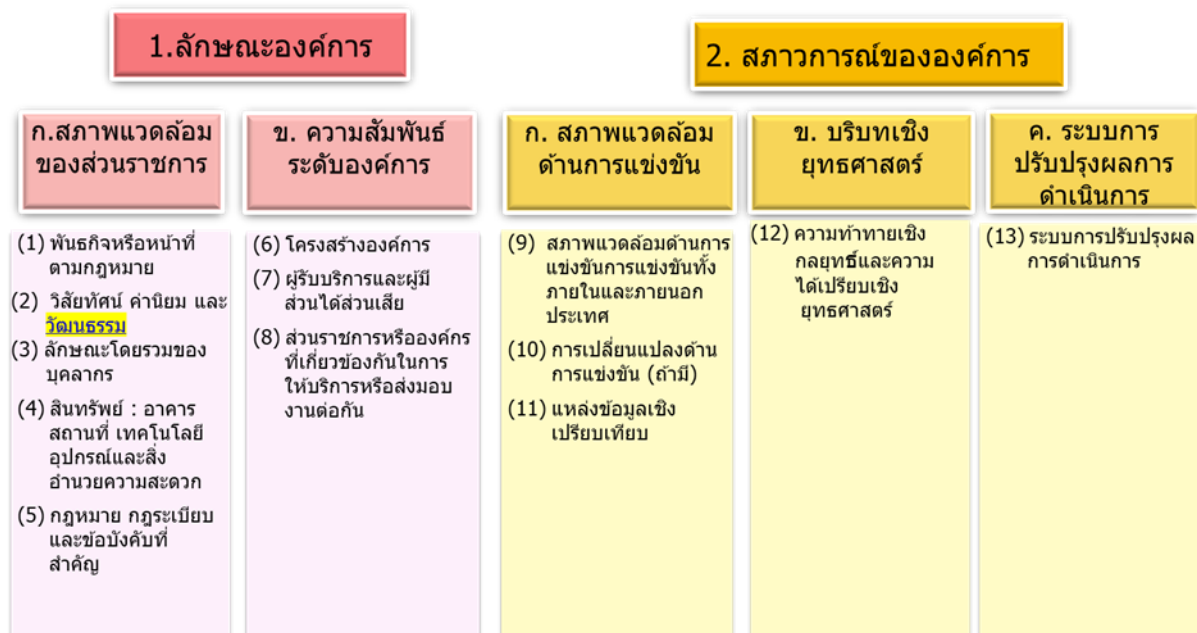 1.ลักษณะองค์การ
2. สภาวการณ์ขององค์การ
ก.สภาพแวดล้อม
ของส่วนราชการ
ข. ความสัมพันธ์
ระดับองค์การ
ก. สภาพแวดล้อม
ด้านการแข่งขัน
ข. บริบทเชิง
ยุทธศาสตร์
ค. ระบบการ
ปรับปรุงผลการ
ดำเนินการ
(1) พันธกิจหรือหน้าที่
ตามกฎหมาย
(2) วิสัยทัศน์ ค่านิยม และ
วัฒนธรรม
(3) ลักษณะโดยรวมของ
บุคลากร
(4) สินทรัพย์ : อาคาร
สถานที่ เทคโนโลยี
อุปกรณ์และสิ่ง
อำนวยความสะดวก
(5) กฎหมาย กฎระเบียบ
และข้อบังคับที่
สำคัญ
(6) โครงสร้างองค์การ
(7) ผู้รับบริการและผู้มี
ส่วนได้ส่วนเสีย
(8) ส่วนราชการหรือองค์กร
ที่เกี่ยวข้องกันในการ
ให้บริการหรือส่งมอบ
งานต่อกัน
(9) สภาพแวดล้อมด้านการ
แข่งขันการแข่งขันทั้ง
ภายในและภายนอก
ประเทศ
(10) การเปลี่ยนแปลงด้าน
การแข่งขัน (ถ้ามี)
(11) แหล่งข้อมูลเชิง
เปรียบเทียบ
(12) ความท้าทายเชิง
กลยุทธ์และความ
ได้เปรียบเชิง
ยุทธศาสตร์
(13) ระบบการปรับปรุงผล
การดำเนินการ